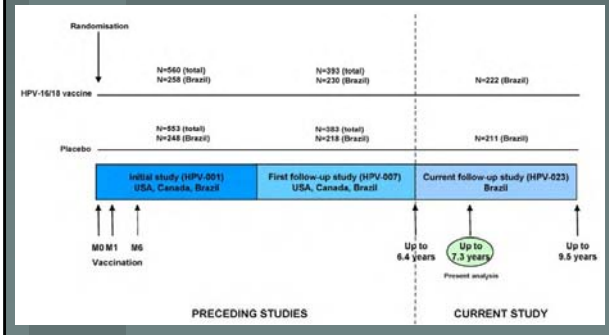 Randomisation
N=560 (total)
N=258 (Brazil)
N=393 (total)
N=230 (Brazil)
N=222 (Brazil)
HPV-16/18 vaccine
N=553 (total)
N=248 (Brazil)
N=383 (total)
N=218 (Brazil)
N=211 (Brazil)
Placebo
Initial study (HPV-001)
USA, Canada, Brazil
First follow-up study (HPV-007)
USA, Canada, Brazil
Current follow-up study (HPV-023)
Brazil
M0 M1 M6
Vaccination
Up to
6.4 years
Up to
7.3 years
Present analysis
Up to
9.5 years
PRECEDING STUDIES
CURRENT STUDY